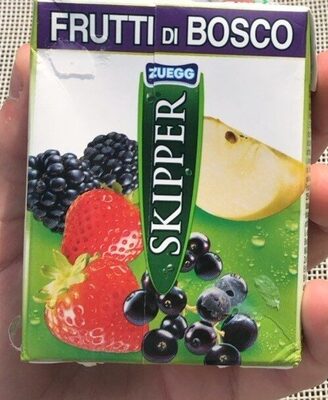 FRUTTI DI BOSCO
ZUEGG
SKIPPER